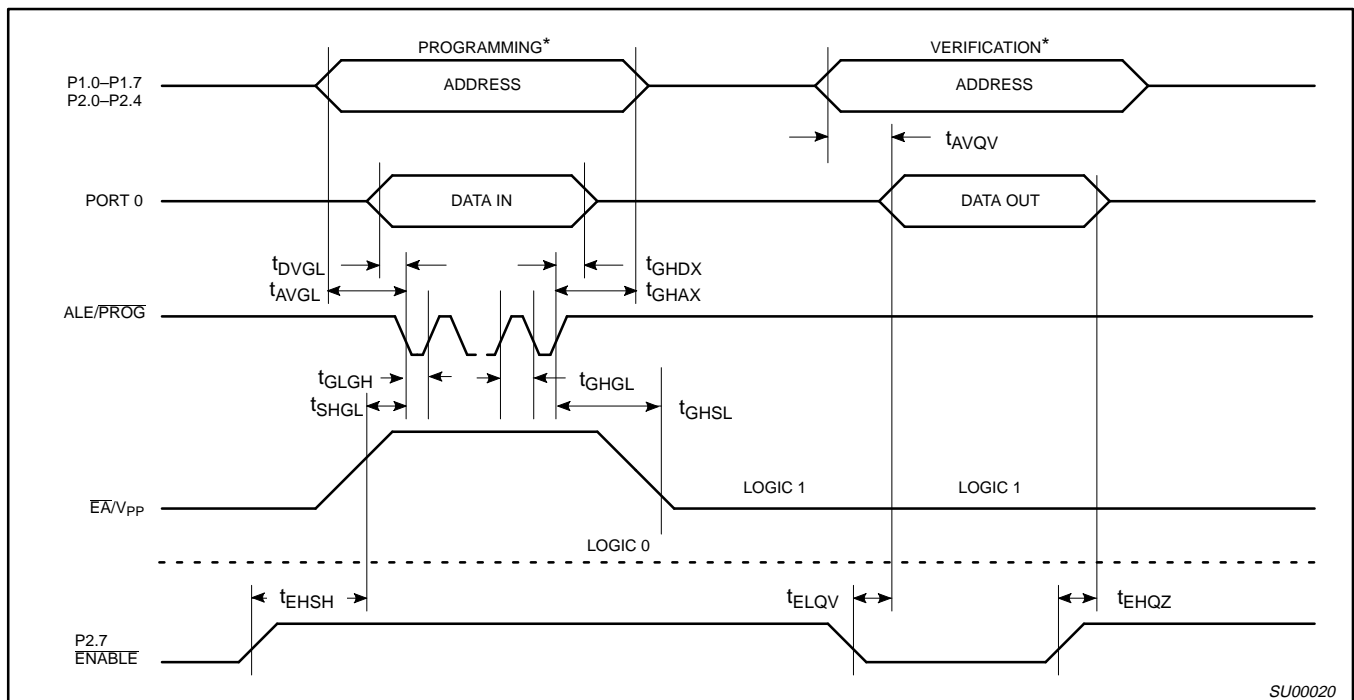 PROGRAMMING*
VERIFICATION*
P1.0–P1.7
P2.0–P2.4
ADDRESS
ADDRESS
tAVQV
PORT 0
DATA IN
DATA OUT
tDVGL
tGHDX
tAVGL
tGHAX
ALE/PROG
tGLGH
tGHGL
tSHGL
tGHSL
LOGIC 1
LOGIC 1
EA/VPP
LOGIC 0
tEHSH
tELQV
tEHQZ
P2.7
ENABLE
SU00020